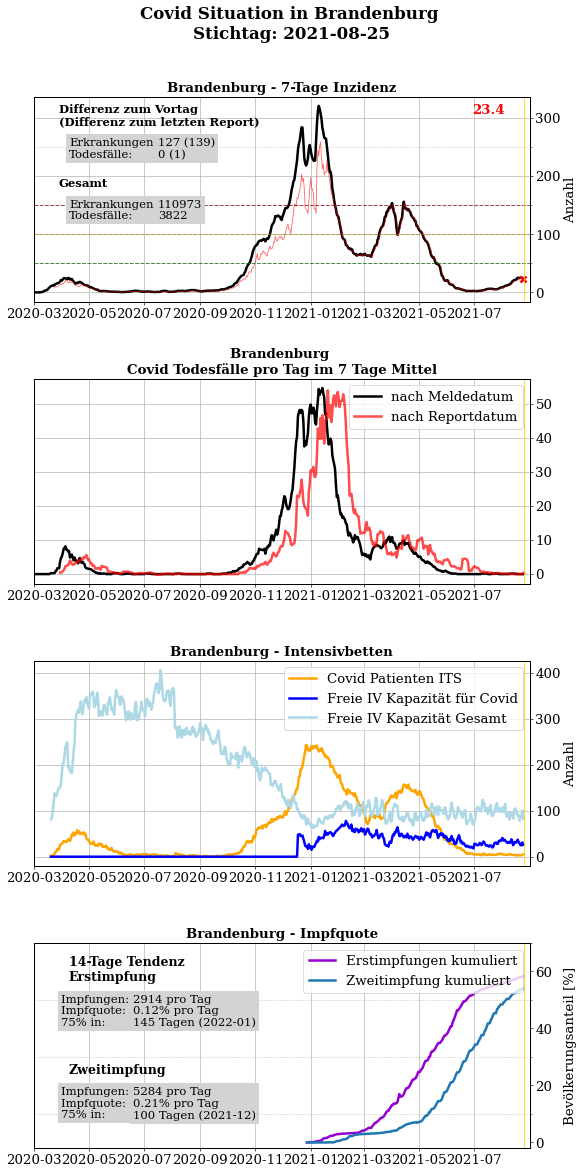 Covid Situation in Brandenburg
Stichtag: 2021-08-25
Brandenburg - 7-Tage Inzidenz
Differenz zum Vortag
(Differenz zum letzten Report)
Erkrankungen 127 (139)
Todesfälle: 0 (1)
Gesamt
Erkrankungen 110973
Todesfälle: 3822
23.4
300
200
100
0
Anzahl
2020-03 2020-05 2020-07 2020-09 2020-11 2021-01 2021-03 2021-05 2021-07
Brandenburg
Covid Todesfälle pro Tag im 7 Tage Mittel
nach Meldedatum
nach Reportdatum
50
40
30
20
10
0
2020-03 2020-05 2020-07 2020-09 2020-11 2021-01 2021-03 2021-05 2021-07
Brandenburg - Intensivbetten
Covid Patienten ITS
Freie IV Kapazität für Covid
Freie IV Kapazität Gesamt
400
300
200
100
0
Anzahl
2020-03 2020-05 2020-07 2020-09 2020-11 2021-01 2021-03 2021-05 2021-07
Brandenburg - Impfquote
14-Tage Tendenz
Erstimpfung
Impfungen: 2914 pro Tag
Impfquote: 0.12% pro Tag
75% in: 145 Tagen (2022-01)
Zweitimpfung
Impfungen: 5284 pro Tag
Impfquote: 0.21% pro Tag
75% in: 100 Tagen (2021-12)
Erstimpfungen kumuliert
Zweitimpfung kumuliert
60
40
20
0
Bevölkerungsanteil [%]
2020-03 2020-05 2020-07 2020-09 2020-11 2021-01 2021-03 2021-05 2021-07